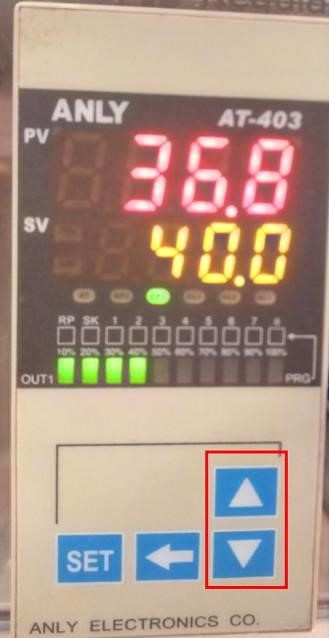 ANLY AT-403
PV 36.8
SV 40.0
RP SK 1 2 3 4 5 6 7 8
10% 20% 30% 40% 50% 60% 70% 80% 90% 100%
OUT1 PRG
SET
ANLY ELECTRONICS CO.